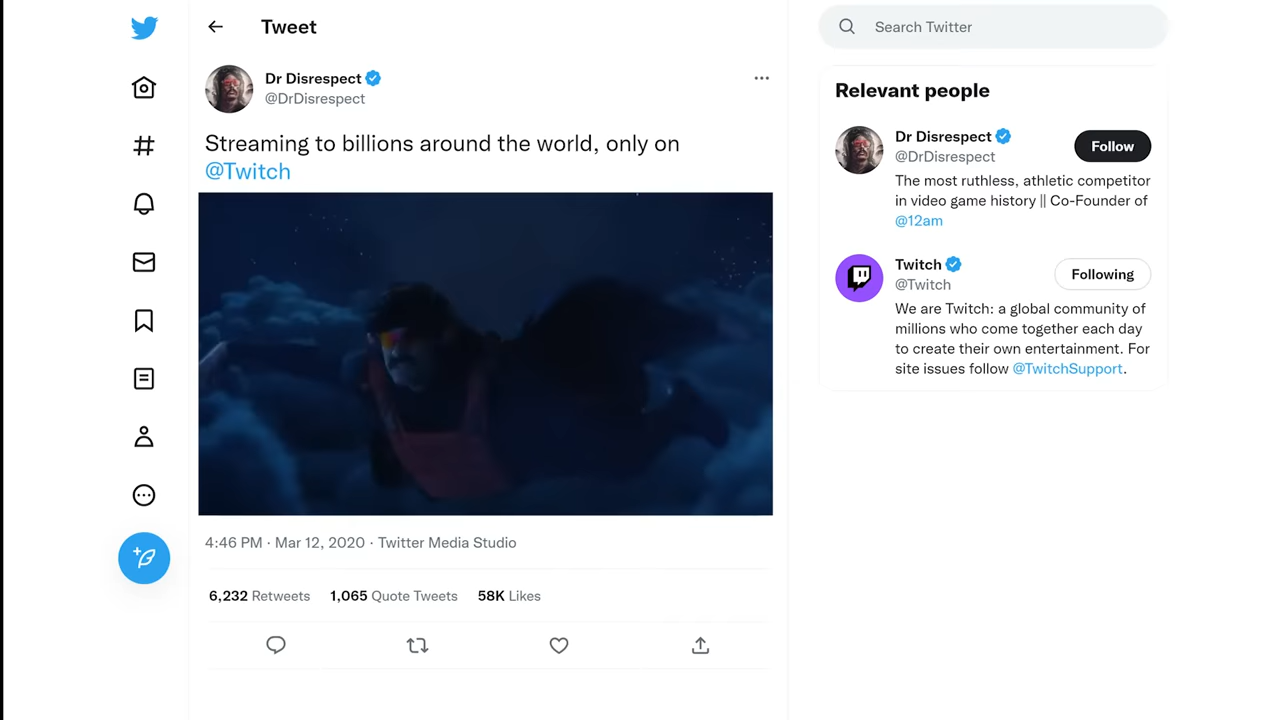 Tweet
Dr Disrespect
@DrDisrespect
Streaming to billions around the world, only on
@Twitch
4:46 PM · Mar 12, 2020 · Twitter Media Studio
6,232 Retweets 1,065 Quote Tweets 58K Likes
Search Twitter
Relevant people
Dr Disrespect
@DrDisrespect
Follow
The most ruthless, athletic competitor
in video game history || Co-Founder of
@12am
Twitch
@Twitch
Following
We are Twitch: a global community of
millions who come together each day
to create their own entertainment. For
site issues follow @TwitchSupport.